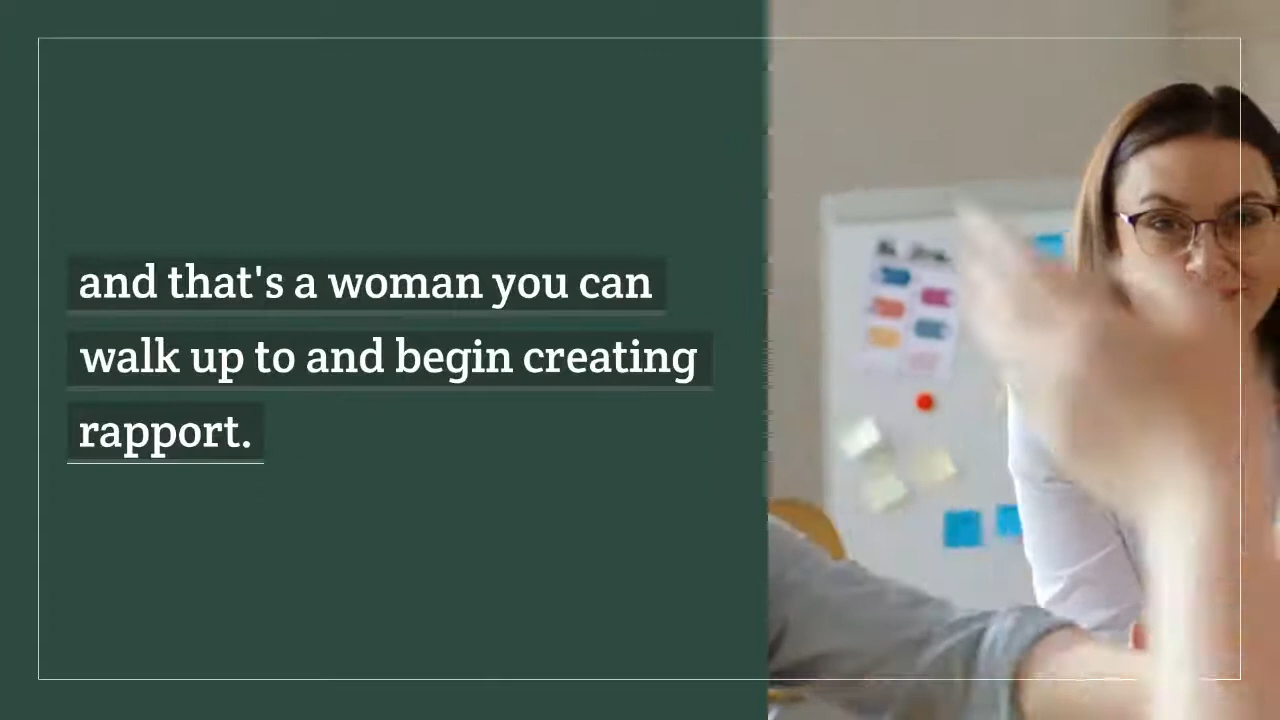 and that's a woman you can
walk up to and begin creating
rapport.